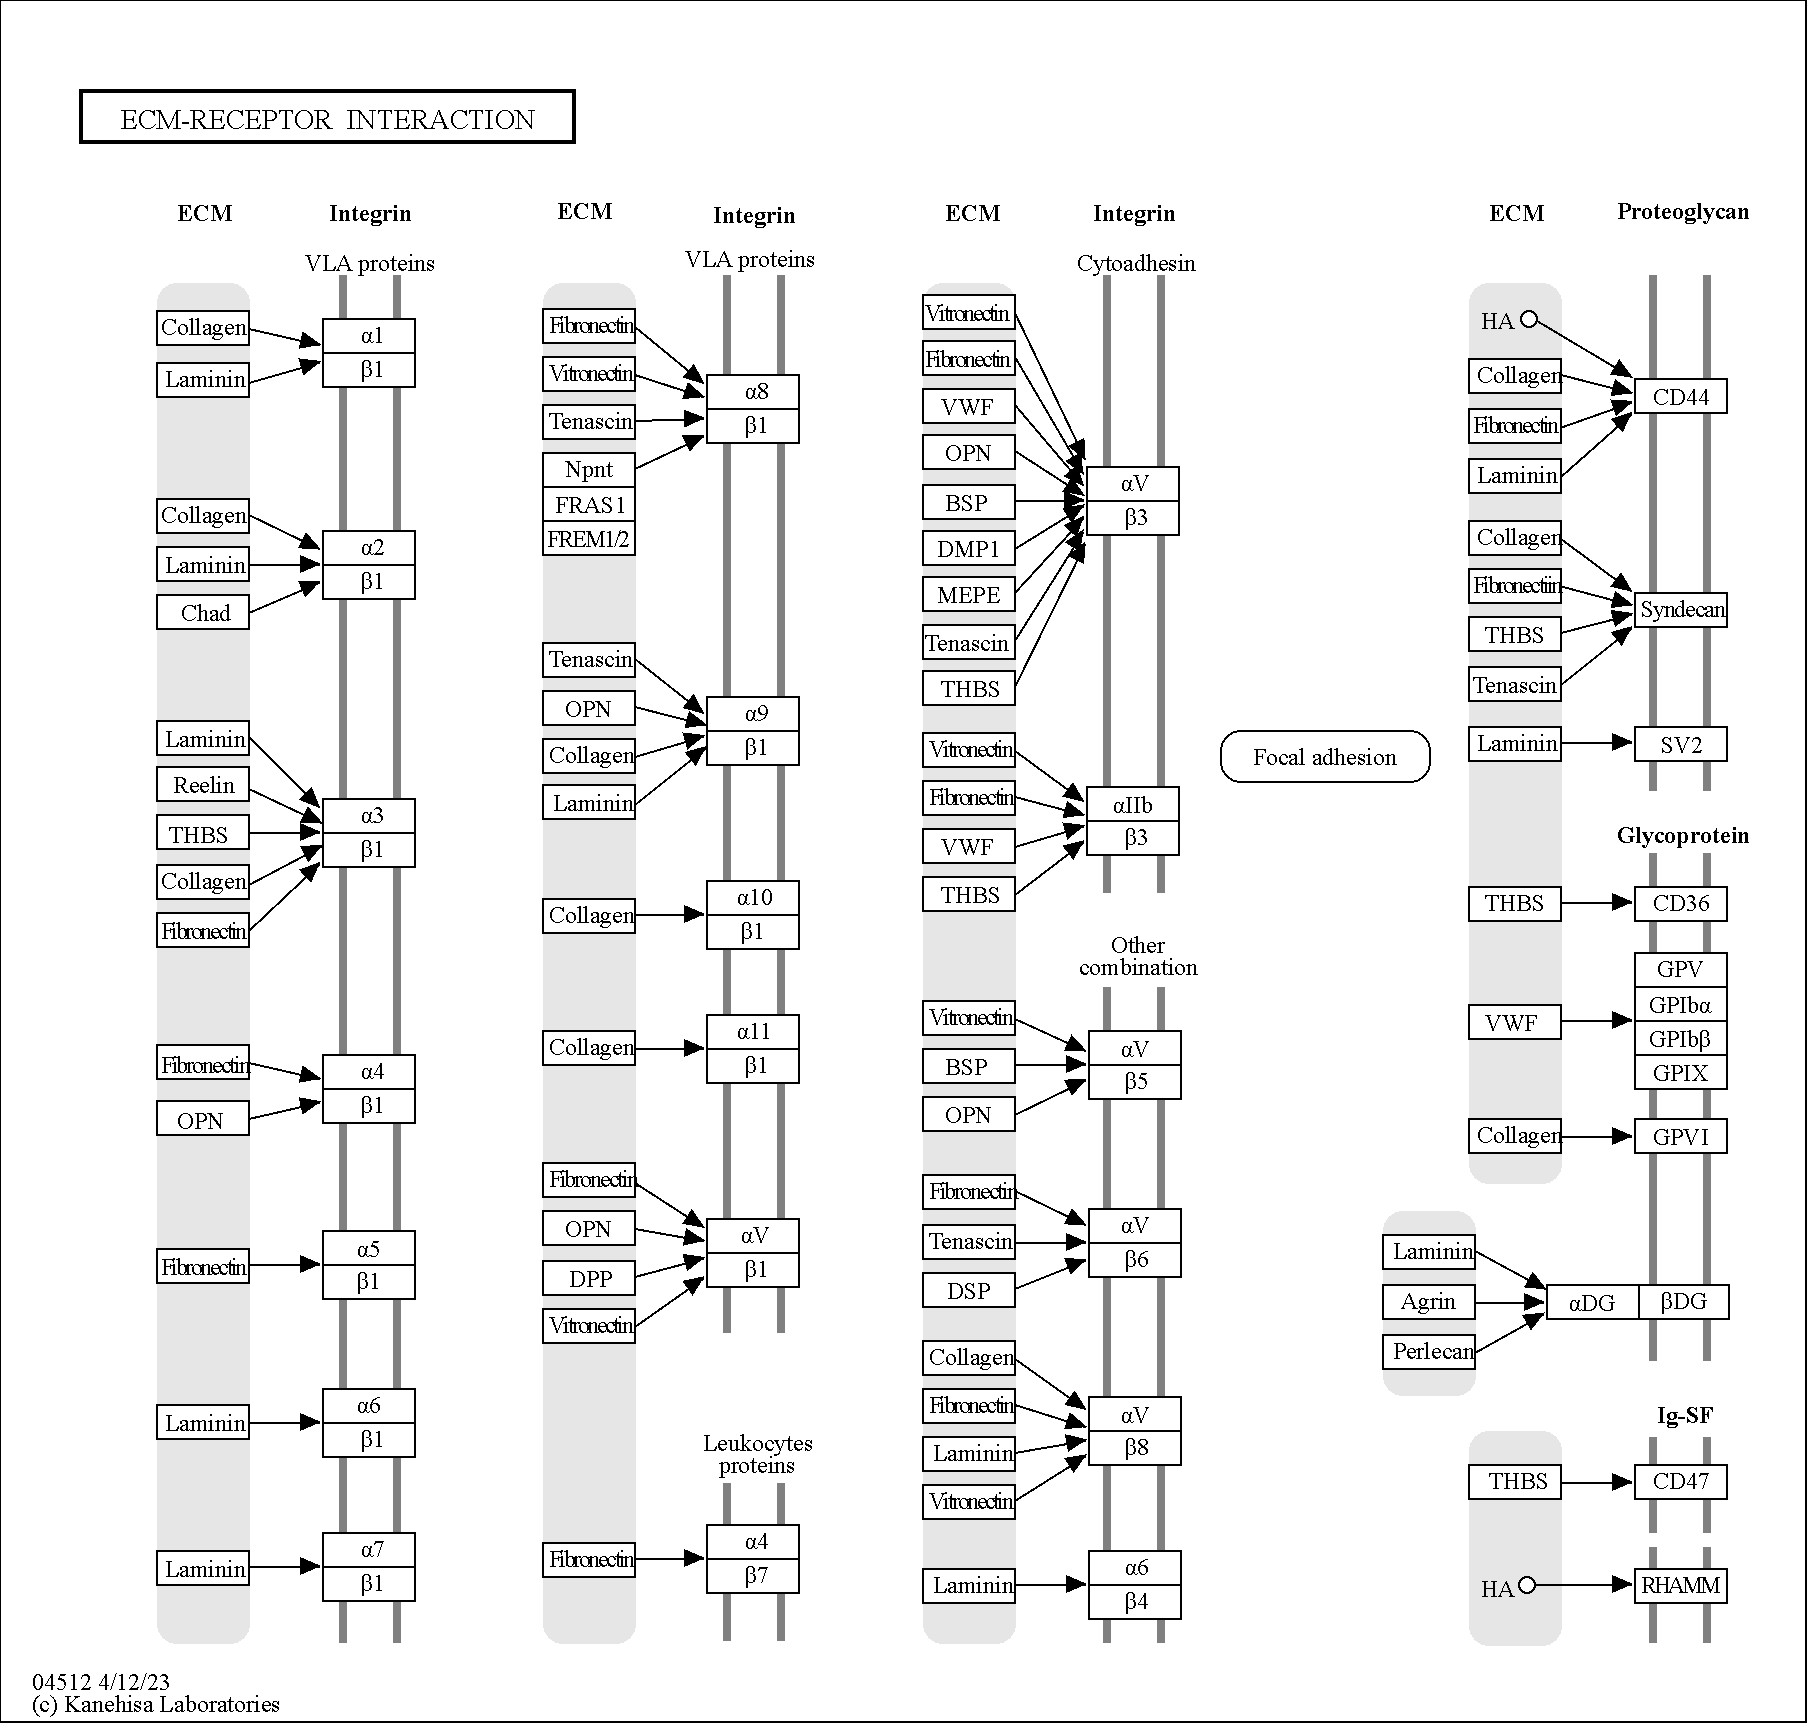 ECM-RECEPTOR INTERACTION
ECM
Integrin
VLA proteins
Collagen
Laminin
α1
β1
Collagen
Laminin
Chad
α2
β1
Laminin
Reelin
THBS
Collagen
Fibronectin
α3
β1
Fibronectin
OPN
α4
β1
Fibronectin
α5
β1
Laminin
α6
β1
Laminin
α7
β1
ECM
Integrin
VLA proteins
Fibronectin
Vitronectin
Tenascin
Npnt
FRAS1
FREM1/2
α8
β1
Tenascin
OPN
Collagen
Laminin
α9
β1
Collagen
α10
β1
Collagen
α11
β1
Fibronectin
OPN
DPP
Vitronectin
αV
β1
Leukocytes
proteins
Fibronectin
α4
β7
ECM
Integrin
Cytoadhesin
Vitronectin
Fibronectin
VWF
OPN
BSP
DMP1
MEPE
Tenascin
THBS
αV
β3
Vitronectin
Fibronectin
VWF
THBS
αIIb
β3
Other
combination
Vitronectin
BSP
OPN
αV
β5
Fibronectin
Tenascin
DSP
αV
β6
Collagen
Fibronectin
Laminin
Vitronectin
αV
β8
Laminin
α6
β4
Focal adhesion
ECM
Proteoglycan
HA
Collagen
Fibronectin
Laminin
CD44
Collagen
Fibronectiin
THBS
Tenascin
Syndecan
Laminin
SV2
Glycoprotein
THBS
CD36
VWF
GPV
GPIbα
GPIbβ
GPIX
Collagen
GPVI
Laminin
Agrin
Perlecan
αDG
βDG
Ig-SF
THBS
CD47
HA
RHAMM
04512 4/12/23
(c) Kanehisa Laboratories